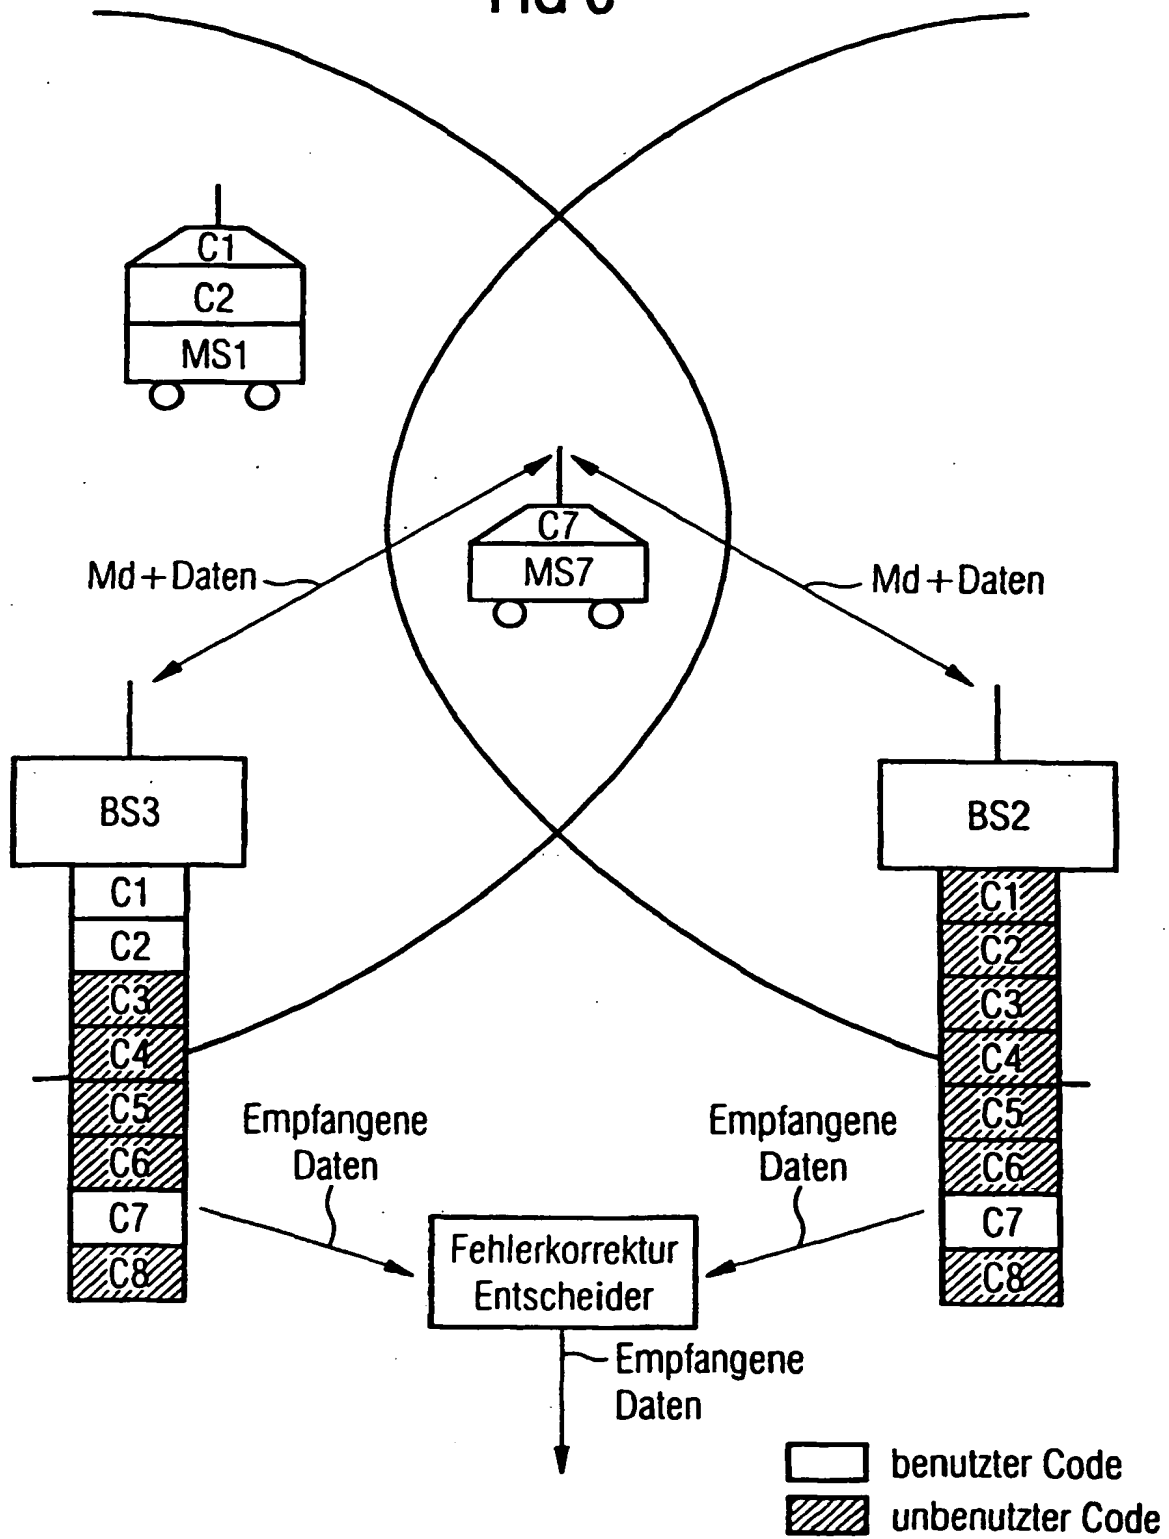 C1
C2
MS1
C7
MS7
Md+Daten
Md+Daten
BS3
BS2
C1
C2
C3
C4
C5
C6
C7
C8
C1
C2
C3
C4
C5
C6
C7
C8
Empfangene
Daten
Empfangene
Daten
Fehlerkorrektur
Entscheider
Empfangene
Daten
benutzter Code
unbenutzter Code